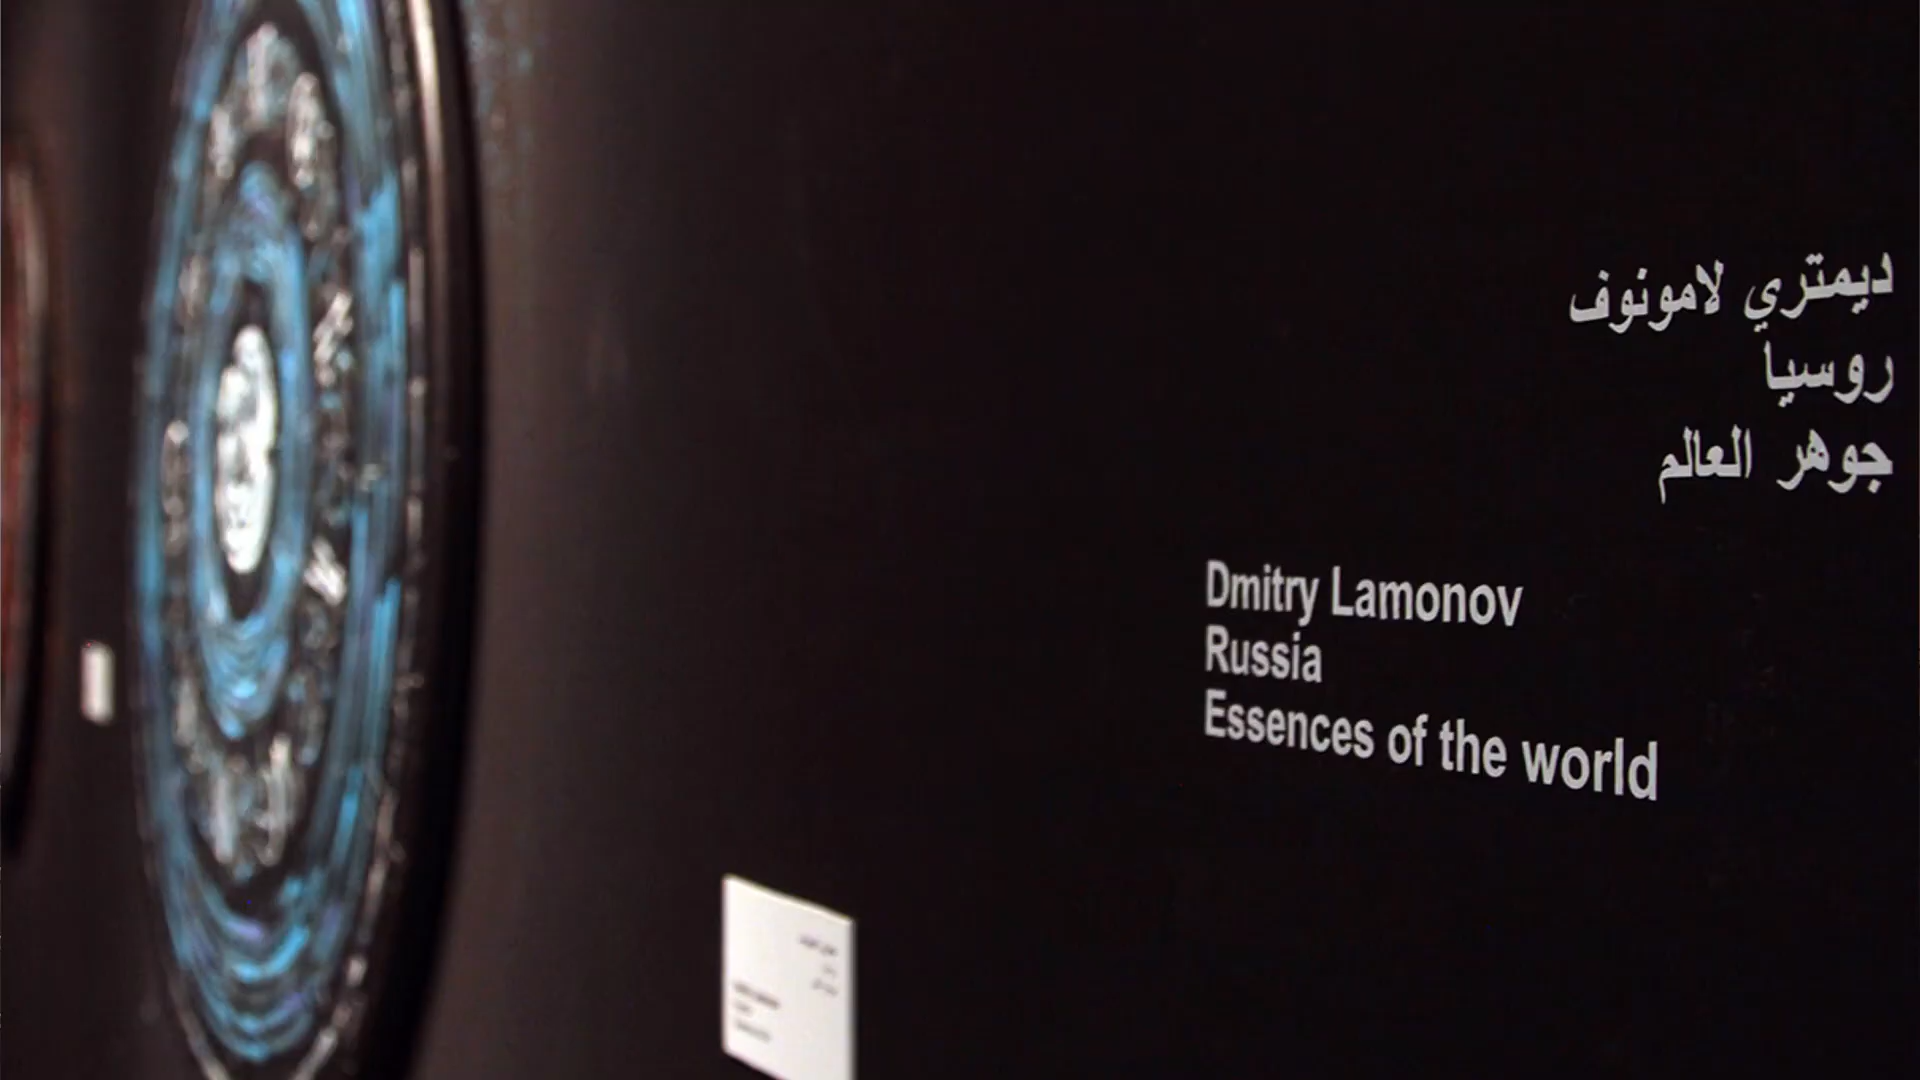 ديمتري لامونوف
روسيا
جوهر العالم
Dmitry Lamonov
Russia
Essences of the world